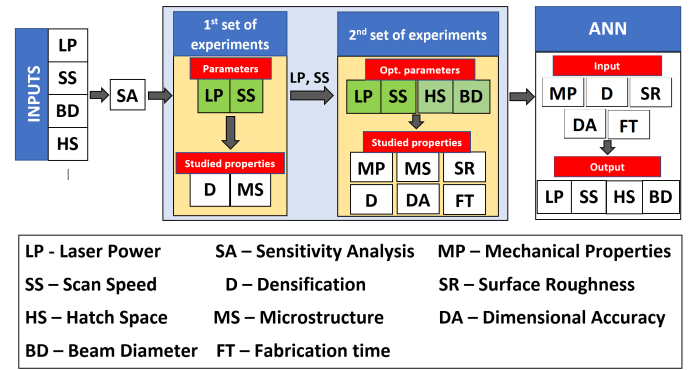 INPUTS
LP
SS
BD
HS
SA
1st set of
experiments
Parameters
LP SS
Studied properties
D MS
LP, SS
2nd set of experiments
Opt. parameters
LP SS HS BD
Studied properties
MP MS SR
D DA FT
ANN
Input
MP D SR
DA FT
Output
LP SS HS BD
LP - Laser Power SA – Sensitivity Analysis MP – Mechanical Properties
SS – Scan Speed D – Densification SR – Surface Roughness
HS – Hatch Space MS – Microstructure DA – Dimensional Accuracy
BD – Beam Diameter FT – Fabrication time